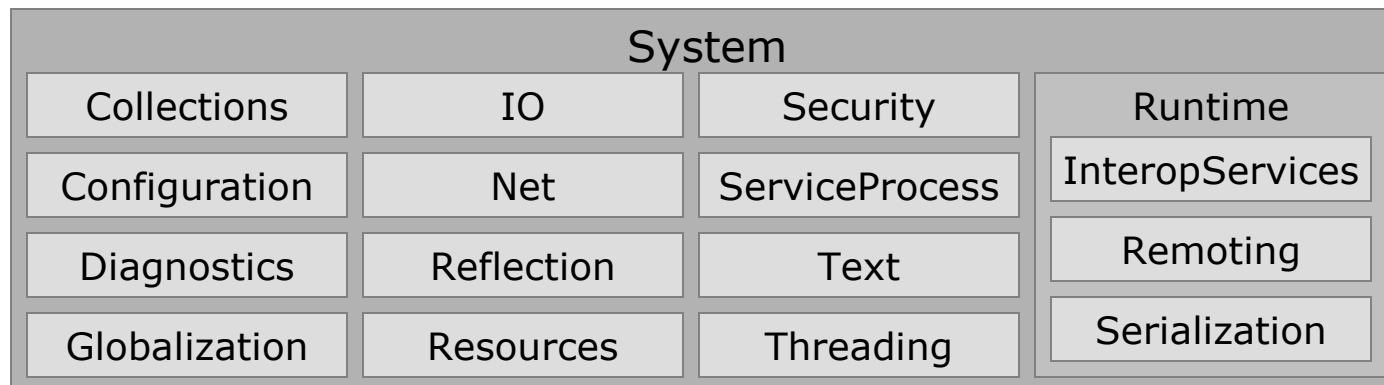 System
Collections
IO
Security
Runtime
Configuration
Net
ServiceProcess
InteropServices
Diagnostics
Reflection
Text
Remoting
Globalization
Resources
Threading
Serialization